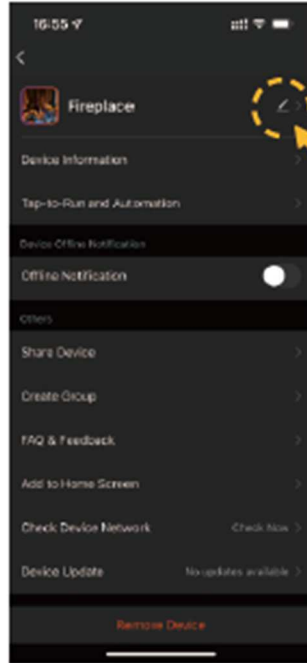 16:55
Fireplace
Device Information
Tap-to-Run and Automation
Device Offline Notification
Offline Notification
Others
Share Device
Create Group
FAQ & Feedback
Add to Home Screen
Check Device Network Check Now
Device Update No updates available
Remove Device